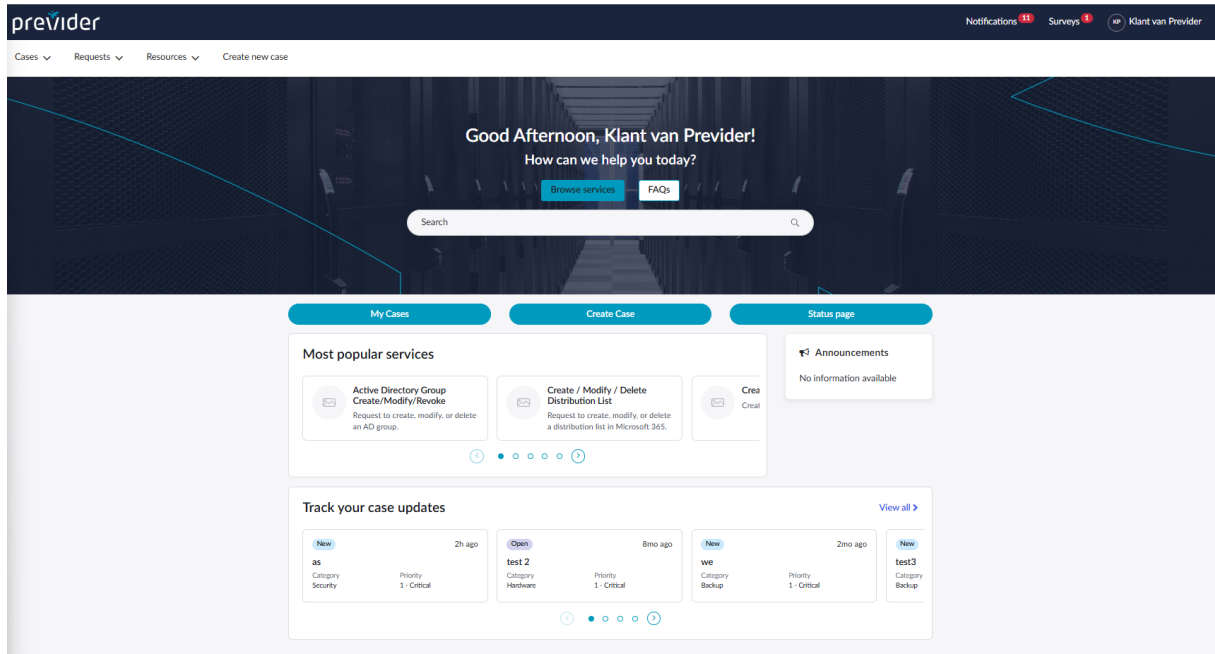 previder
Notifications 11 Surveys 1 KP Klant van Previder
Cases Requests Resources Create new case
Good Afternoon, Klant van Previder!
How can we help you today?
Browse services FAQs
Search
My Cases Create Case Status page
Most popular services
Active Directory Group
Create/Modify/Revoke
Request to create, modify, or delete
an AD group.
Create / Modify / Delete
Distribution List
Request to create, modify, or delete
a distribution list in Microsoft 365.
Crea
Creat
Announcements
No information available
Track your case updates
View all
New 2h ago
as
Category Priority
Security 1 - Critical
Open 8mo ago
test 2
Category Priority
Hardware 1 - Critical
New 2mo ago
we
Category Priority
Backup 1 - Critical
New
test3
Category
Backup